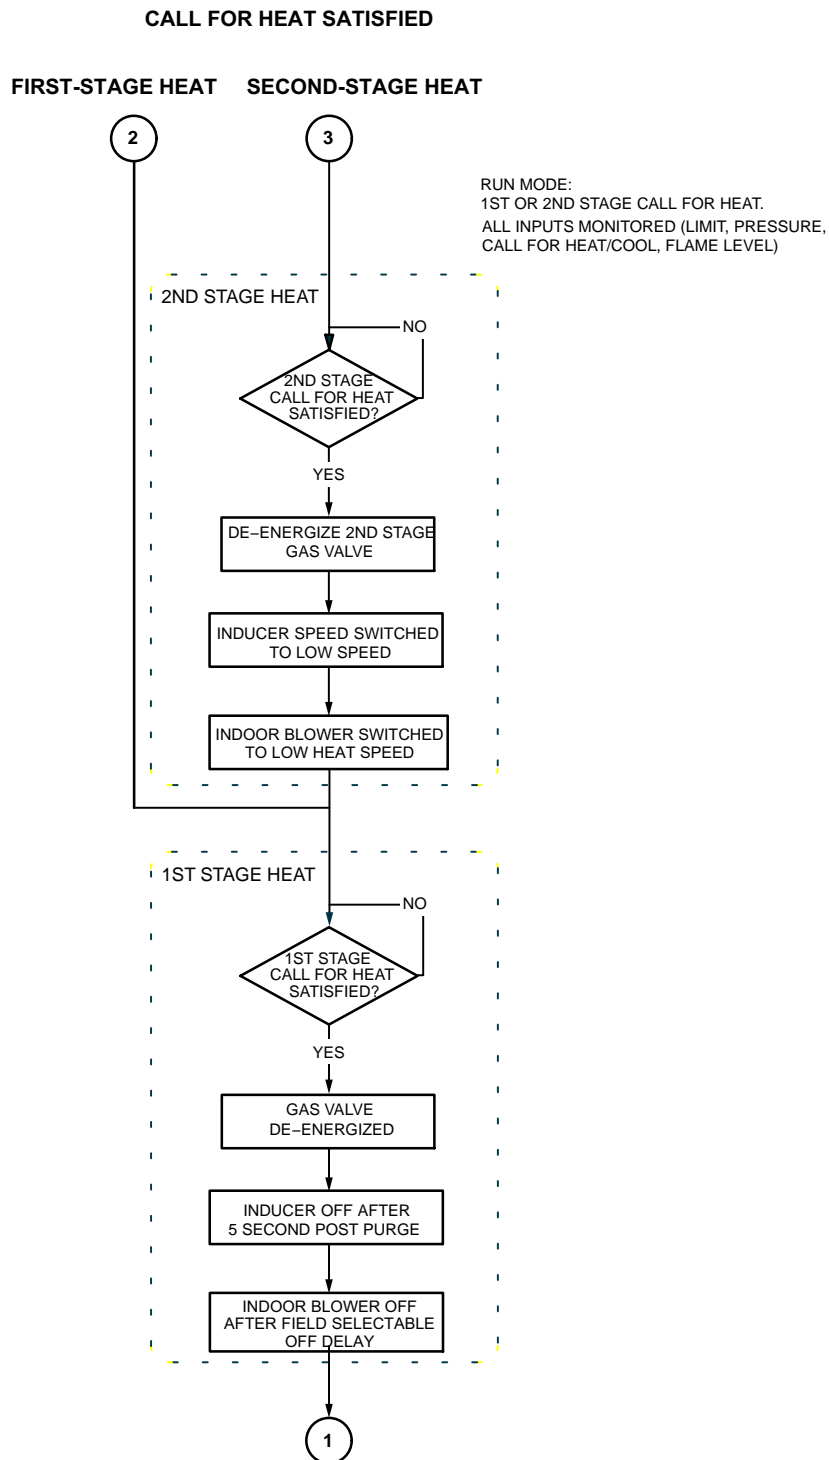 CALL FOR HEAT SATISFIED
FIRST-STAGE HEAT
SECOND-STAGE HEAT
2
3
RUN MODE:
1ST OR 2ND STAGE CALL FOR HEAT.
ALL INPUTS MONITORED (LIMIT, PRESSURE,
CALL FOR HEAT/COOL, FLAME LEVEL)
2ND STAGE HEAT
NO
2ND STAGE
CALL FOR HEAT
SATISFIED?
YES
DE−ENERGIZE 2ND STAGE
GAS VALVE
INDUCER SPEED SWITCHED
TO LOW SPEED
INDOOR BLOWER SWITCHED
TO LOW HEAT SPEED
1ST STAGE HEAT
NO
1ST STAGE
CALL FOR HEAT
SATISFIED?
YES
GAS VALVE
DE−ENERGIZED
INDUCER OFF AFTER
5 SECOND POST PURGE
INDOOR BLOWER OFF
AFTER FIELD SELECTABLE
OFF DELAY
1